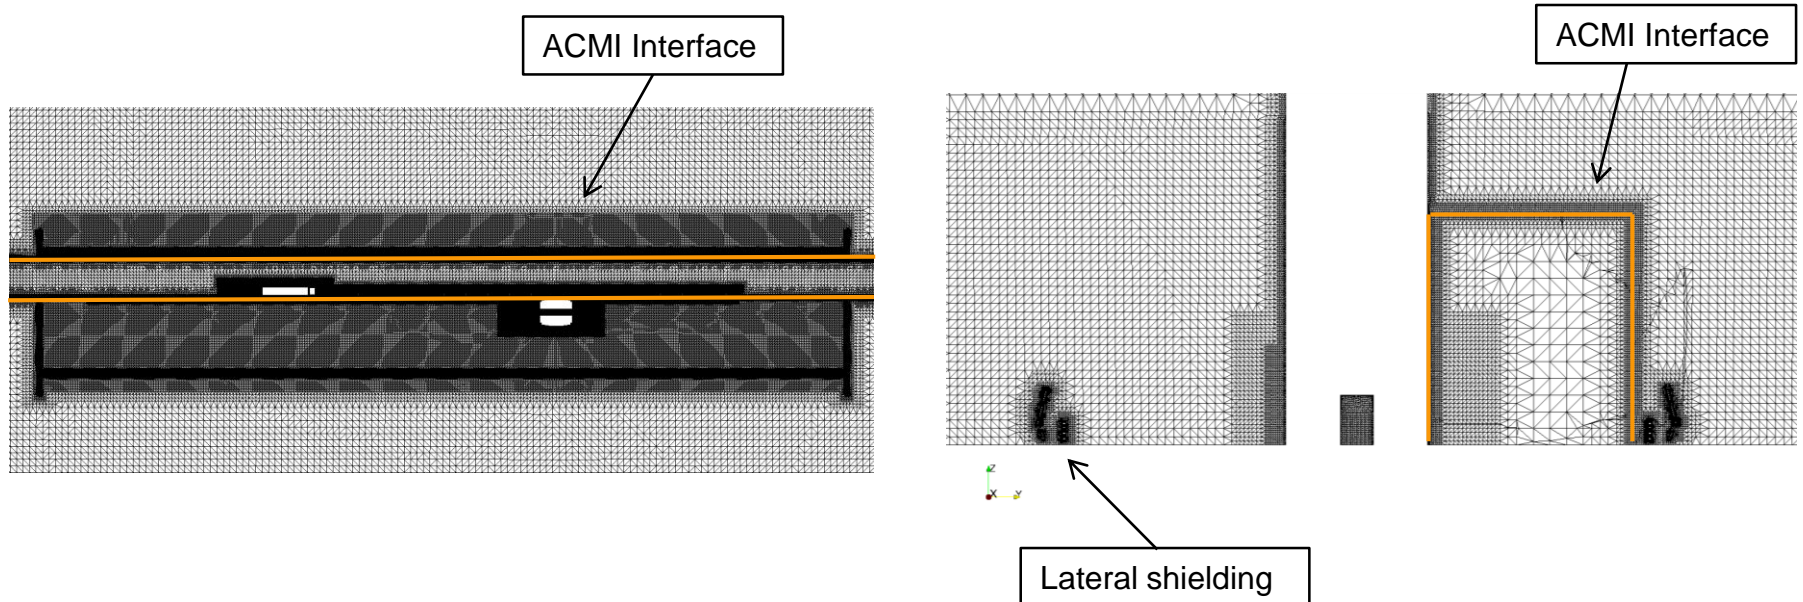 ACMI Interface
ACMI Interface
Z
X
Y
Lateral shielding